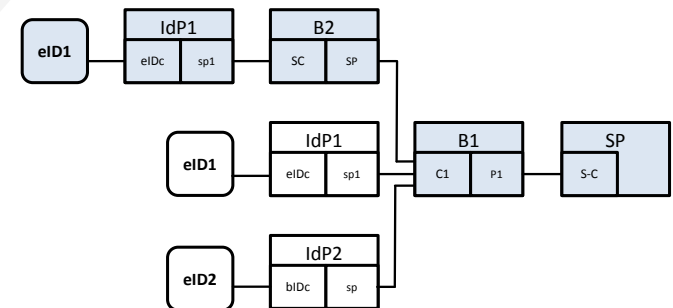 IdP1 B2
eID1 eIDc sp1 SC SP
IdP1 B1 SP
eID1 eIDc sp1 C1 P1 S-C
IdP2
eID2 bIDc sp